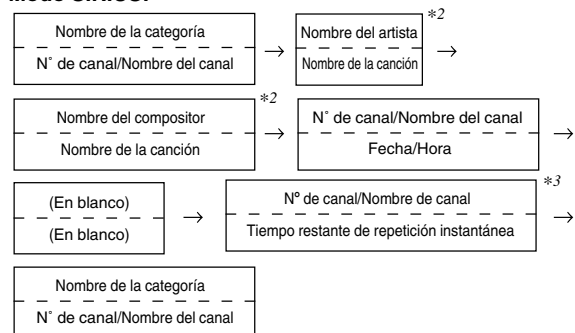 Nombre de la categoría
N˚ de canal/Nombre del canal
→
Nombre del artista
Nombre de la canción
*2
→
Nombre del compositor
Nombre de la canción
*2
→
N˚ de canal/Nombre del canal
Fecha/Hora
→
(En blanco)
(En blanco)
→
Nº de canal/Nombre de canal
Tiempo restante de repetición instantánea
*3
→
Nombre de la categoría
N˚ de canal/Nombre del canal